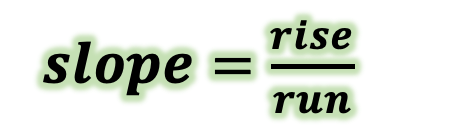 slope = rise/run